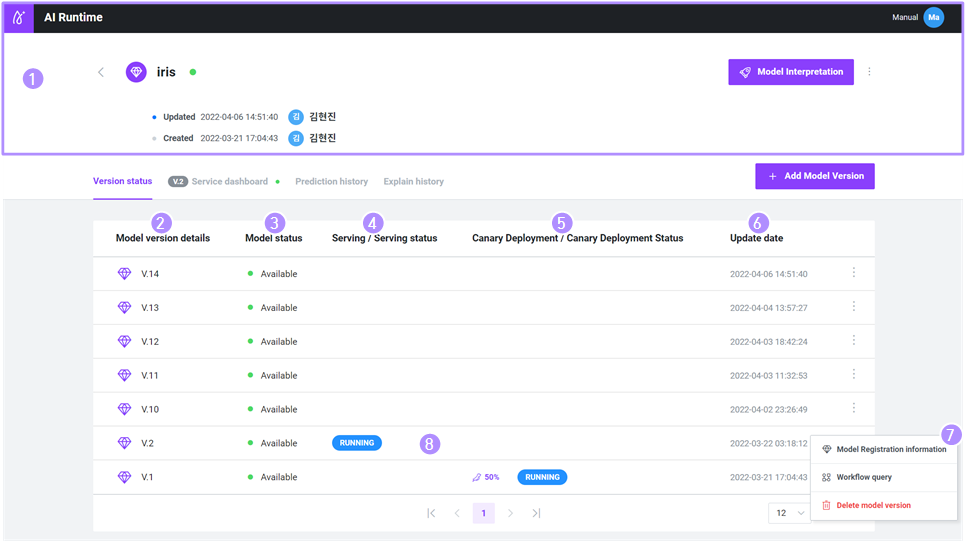 AI Runtime Manual Ma
1 iris Model Interpretation
Updated 2022-04-06 14:51:40 김 김현진
Created 2022-03-21 17:04:43 김 김현진
Version status V.2 Service dashboard Prediction history Explain history + Add Model Version
2 3 4 5 6
Model version details Model status Serving / Serving status Canary Deployment / Canary Deployment Status Update date
V.14 Available 2022-04-06 14:51:40
V.13 Available 2022-04-04 13:57:27
V.12 Available 2022-04-03 18:42:24
V.11 Available 2022-04-03 11:32:53
V.10 Available 2022-04-02 23:26:49
7
V.2 Available RUNNING 8 2022-03-22 03:18:12
Model Registration information
V.1 Available 50% RUNNING 2022-03-21 17:04:43
Workflow query
Delete model version
1 12